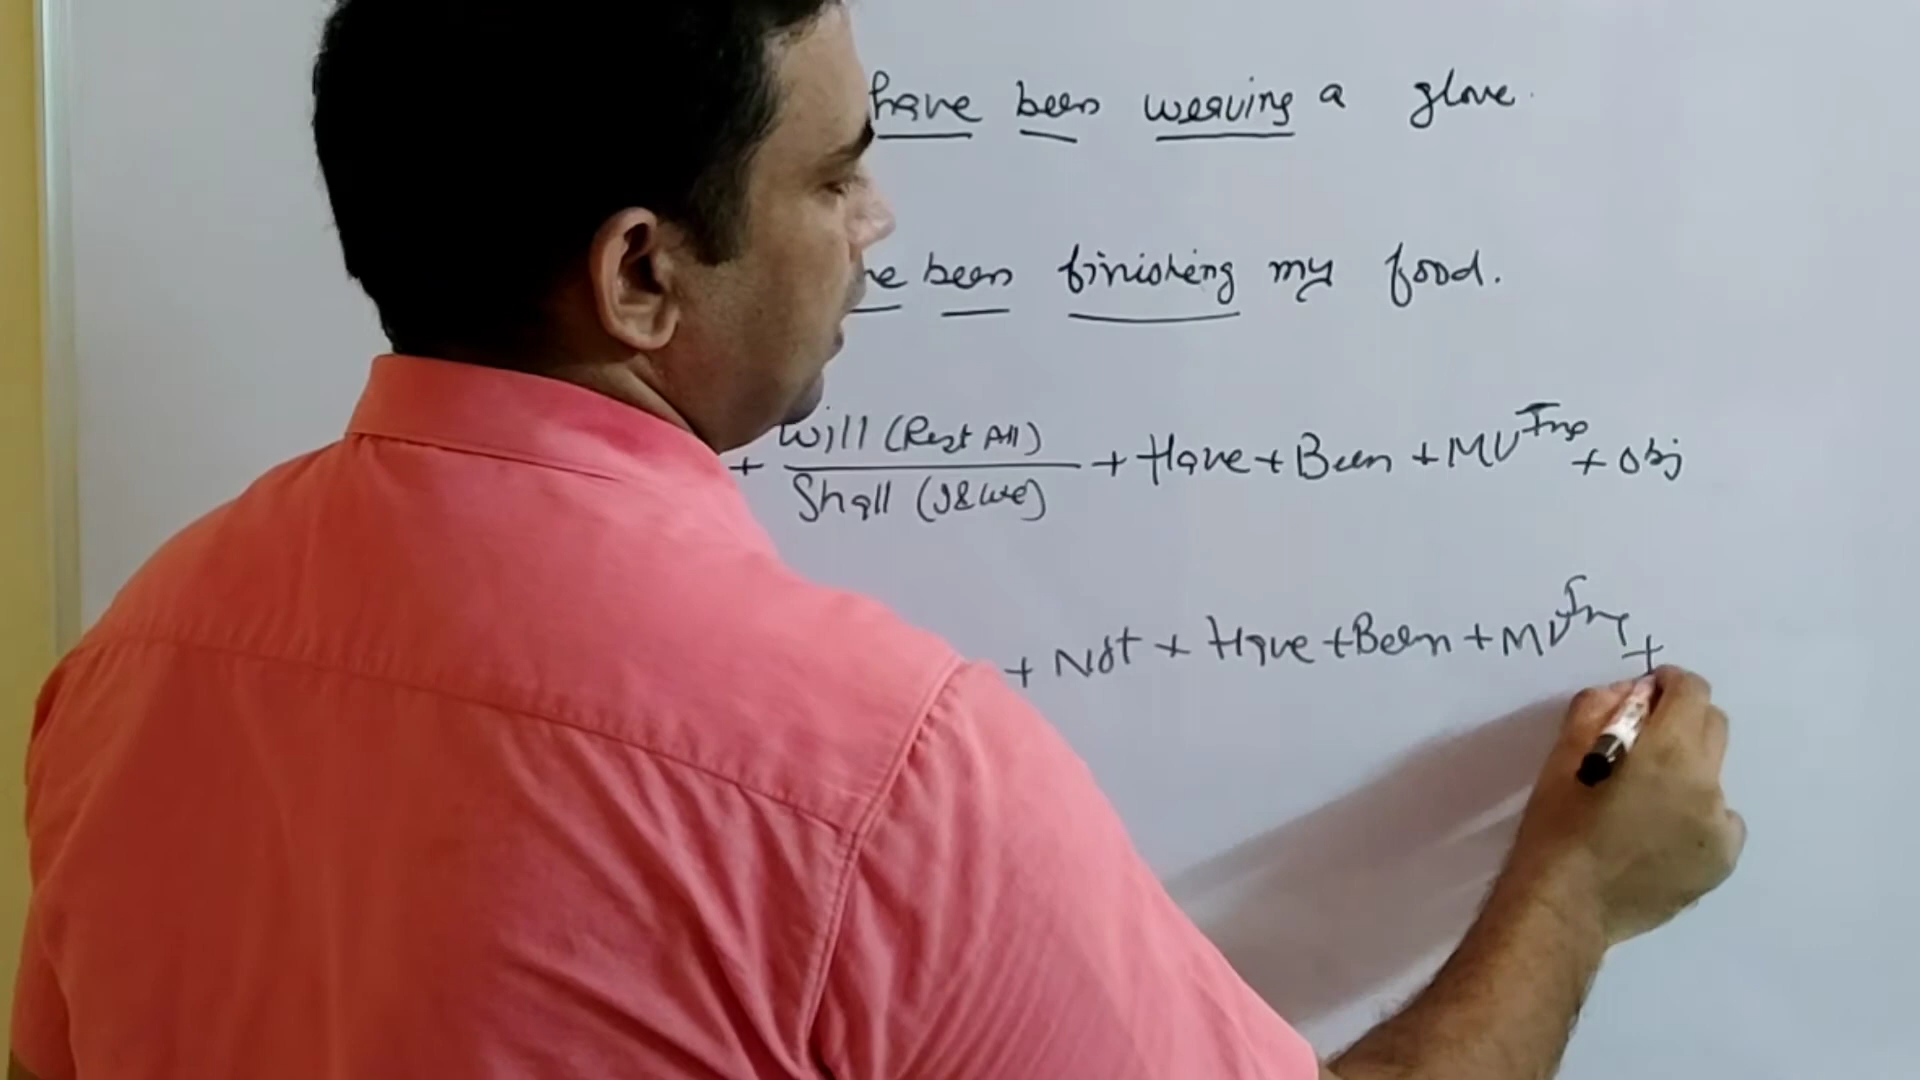 have been weaving a glove.
been finishing my food.
+ Will (Rest All) / Shall (I & We) + Have + Been + MV Ing + Obj
+ Not + Have + Been + MV Ing +